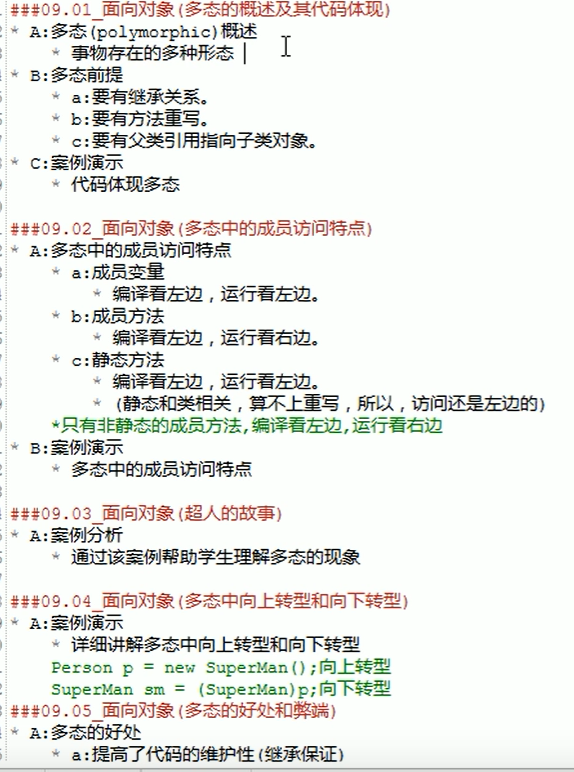 ###09.01_面向对象(多态的概述及其代码体现)
* A:多态(polymorphic)概述
* 事物存在的多种形态
* B:多态前提
* a:要有继承关系。
* b:要有方法重写。
* c:要有父类引用指向子类对象。
* C:案例演示
* 代码体现多态
###09.02_面向对象(多态中的成员访问特点)
* A:多态中的成员访问特点
* a:成员变量
* 编译看左边，运行看左边。
* b:成员方法
* 编译看左边，运行看右边。
* c:静态方法
* 编译看左边，运行看左边。
* (静态和类相关，算不上重写，所以，访问还是左边的)
*只有非静态的成员方法,编译看左边,运行看右边
* B:案例演示
* 多态中的成员访问特点
###09.03_面向对象(超人的故事)
* A:案例分析
* 通过该案例帮助学生理解多态的现象
###09.04_面向对象(多态中向上转型和向下转型)
* A:案例演示
* 详细讲解多态中向上转型和向下转型
Person p = new SuperMan();向上转型
SuperMan sm = (SuperMan)p;向下转型
###09.05_面向对象(多态的好处和弊端)
* A:多态的好处
* a:提高了代码的维护性(继承保证)